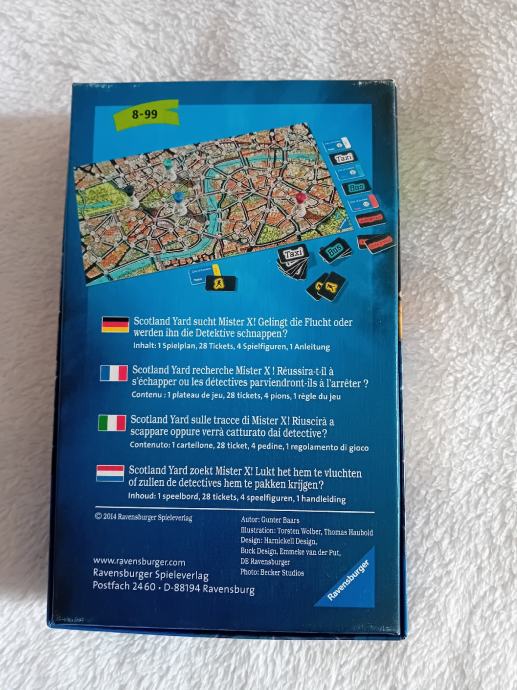 8-99
Taxi
Bus
Taxi
Bus
Scotland Yard sucht Mister X! Gelingt die Flucht oder
werden ihn die Detektive schnappen?
Inhalt: 1 Spielplan, 28 Tickets, 4 Spielfiguren, 1 Anleitung
Scotland Yard recherche Mister X ! Réussira-t-il à
s'échapper ou les détectives parviendront-ils à l'arrêter ?
Contenu : 1 plateau de jeu, 28 tickets, 4 pions, 1 règle du jeu
Scotland Yard sulle tracce di Mister X! Riuscirà a
scappare oppure verrà catturato dai detective?
Contenuto: 1 cartellone, 28 ticket, 4 pedine, 1 regolamento di gioco
Scotland Yard zoekt Mister X! Lukt het hem te vluchten
of zullen de detectives hem te pakken krijgen?
Inhoud: 1 speelbord, 28 tickets, 4 speelfiguren, 1 handleiding
© 2014 Ravensburger Spieleverlag
Autor: Gunter Baars
Illustration: Torsten Wolber, Thomas Haubold
Design: Harnickell Design,
Buck Design, Emmeke van der Put,
DE Ravensburger
Photo: Becker Studios
www.ravensburger.com
Ravensburger Spieleverlag
Postfach 24 60 • D-88194 Ravensburg
Ravensburger